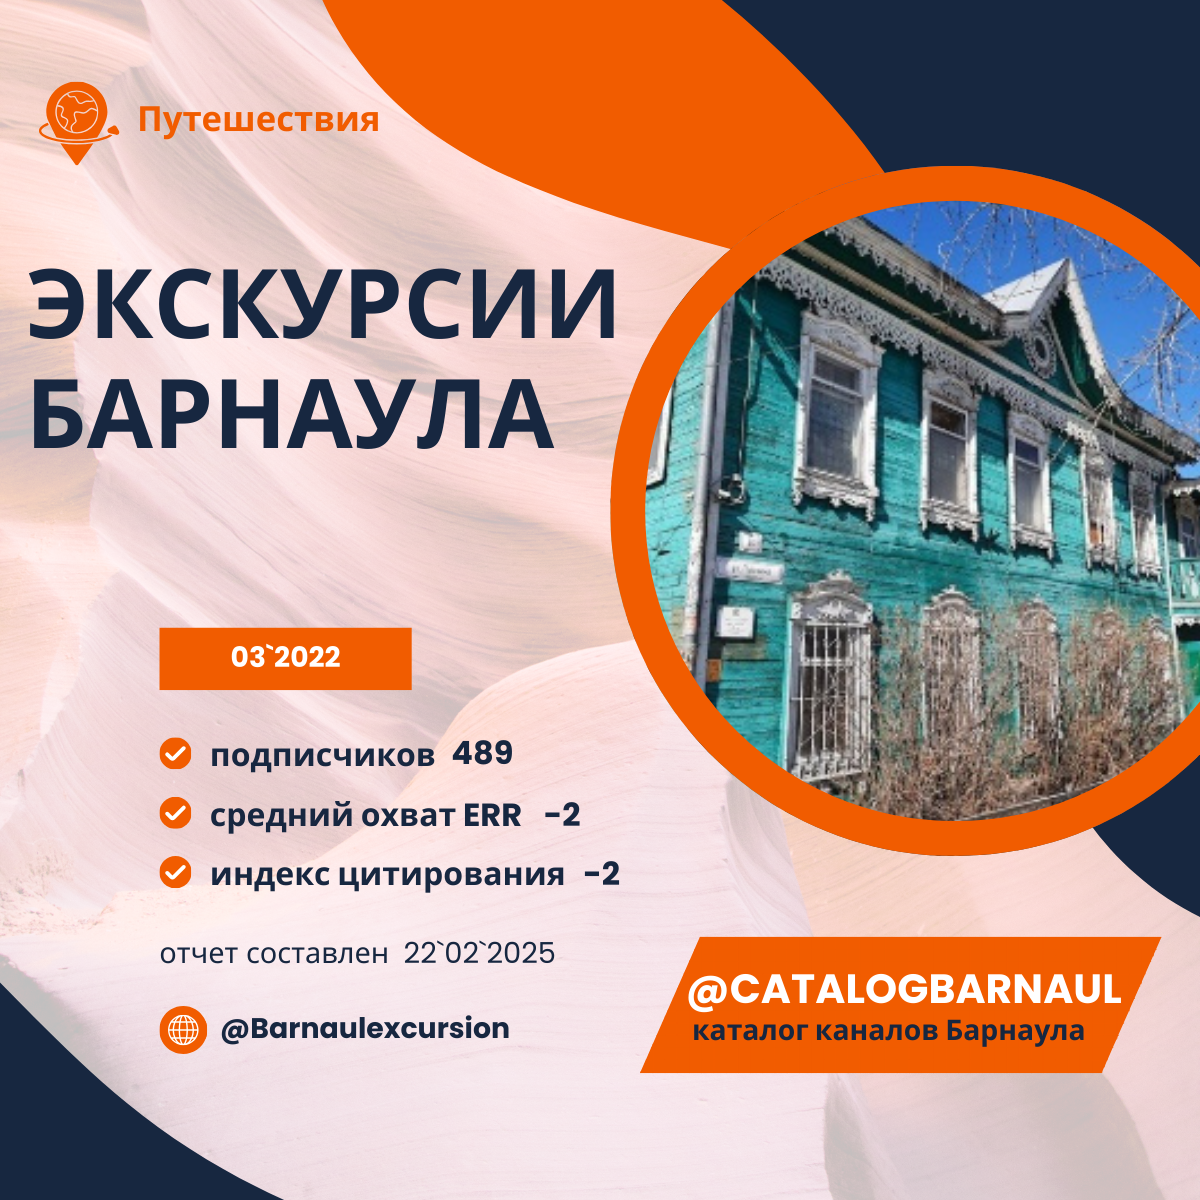 Путешествия
ЭКСКУРСИИ
БАРНАУЛА
03`2022
подписчиков 489
средний охват ERR -2
индекс цитирования -2
отчет составлен 22`02`2025
@Barnaulexcursion
@CATALOGBARNAUL
каталог каналов Барнаула